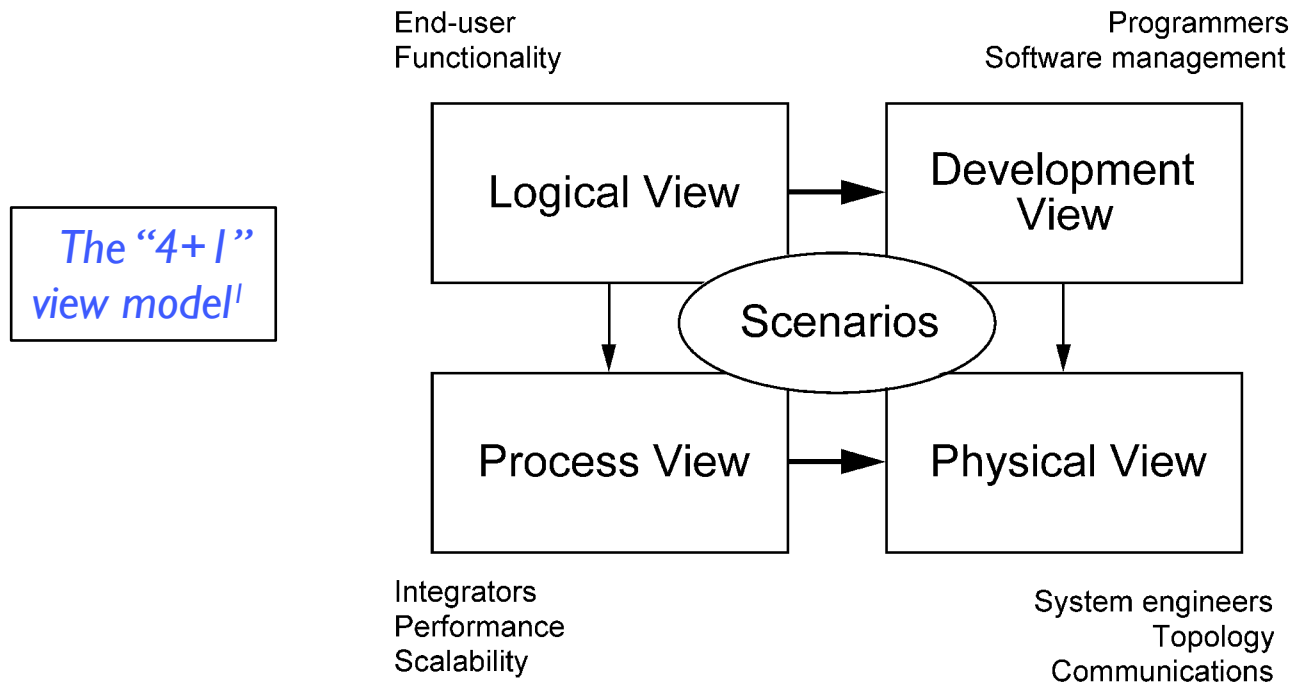 End-user
Functionality
Programmers
Software management
Logical View
Development
View
The “4+1”
view model¹
Scenarios
Process View
Physical View
Integrators
Performance
Scalability
System engineers
Topology
Communications